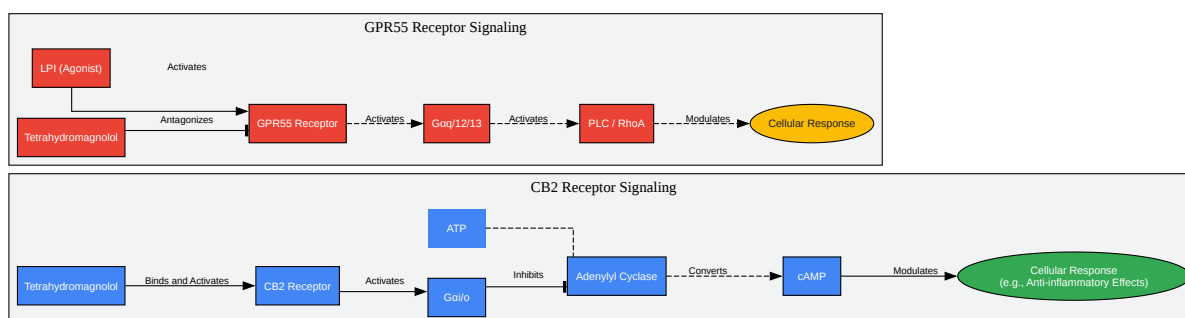 GPR55 Receptor Signaling
LPI (Agonist)
Activates
Tetrahydromagnolol
Antagonizes
GPR55 Receptor
Activates
Gαq/12/13
Activates
PLC / RhoA
Modulates
Cellular Response
CB2 Receptor Signaling
ATP
Tetrahydromagnolol
Binds and Activates
CB2 Receptor
Activates
Gαi/o
Inhibits
Adenylyl Cyclase
Converts
cAMP
Modulates
Cellular Response
(e.g., Anti-inflammatory Effects)